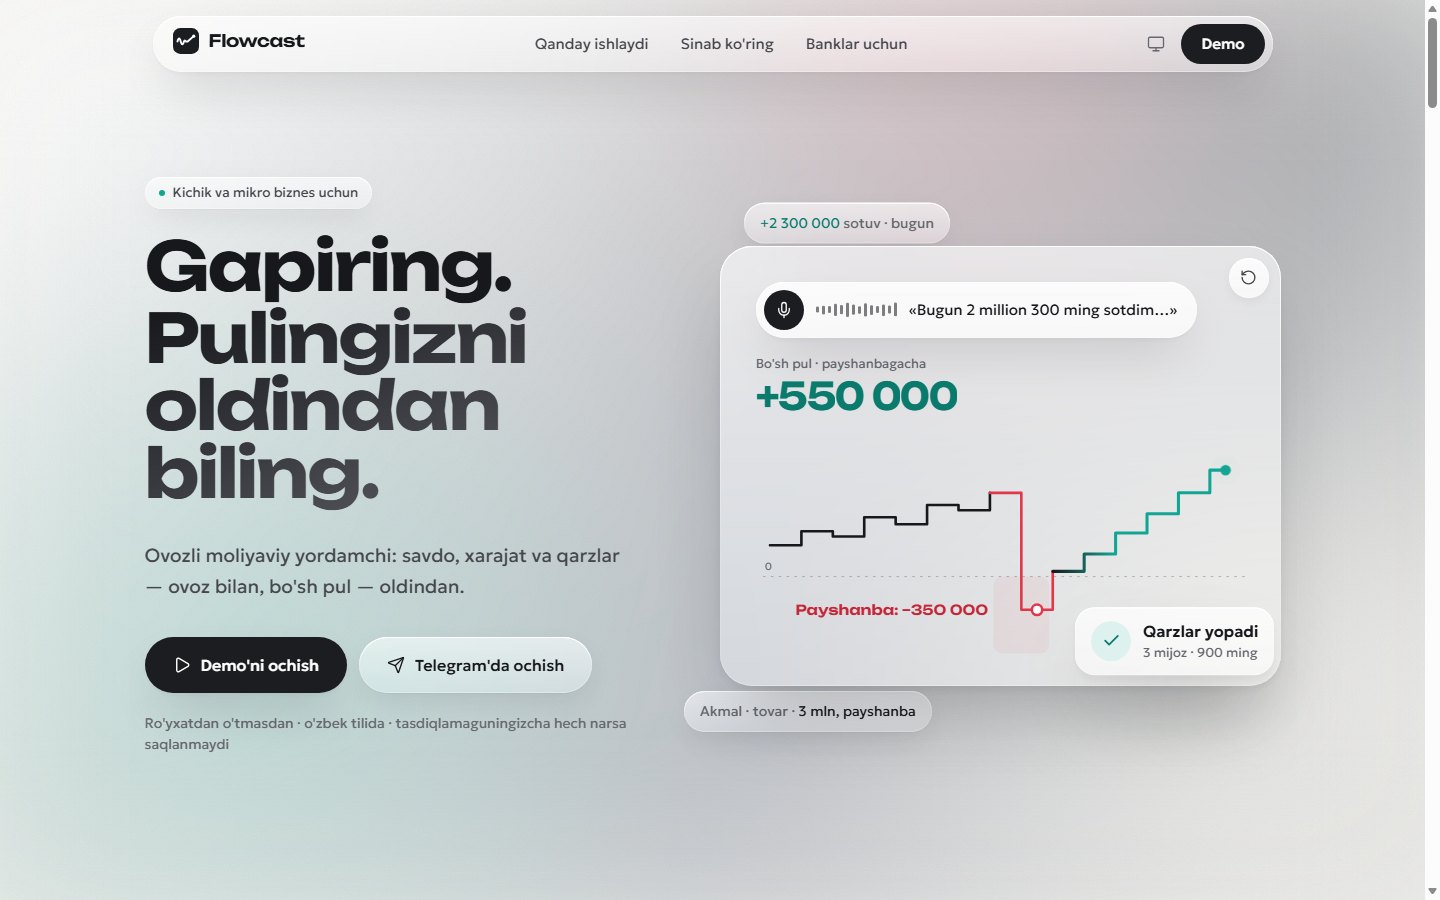 Flowcast
Qanday ishlaydi
Sinab ko'ring
Banklar uchun
Demo
Kichik va mikro biznes uchun
Gapiring.
Pulingizni
oldindan
biling.
Ovozli moliyaviy yordamchi: savdo, xarajat va qarzlar
— ovoz bilan, bo'sh pul — oldindan.
Demo'ni ochish
Telegram'da ochish
Ro'yxatdan o'tmasdan · o'zbek tilida · tasdiqlamaguningizcha hech narsa
saqlanmaydi
+2 300 000 sotuv · bugun
«Bugun 2 million 300 ming sotdim...»
Bo'sh pul · payshanbagacha
+550 000
0
Payshanba: −350 000
Qarzlar yopadi
3 mijoz · 900 ming
Akmal · tovar · 3 mln, payshanba